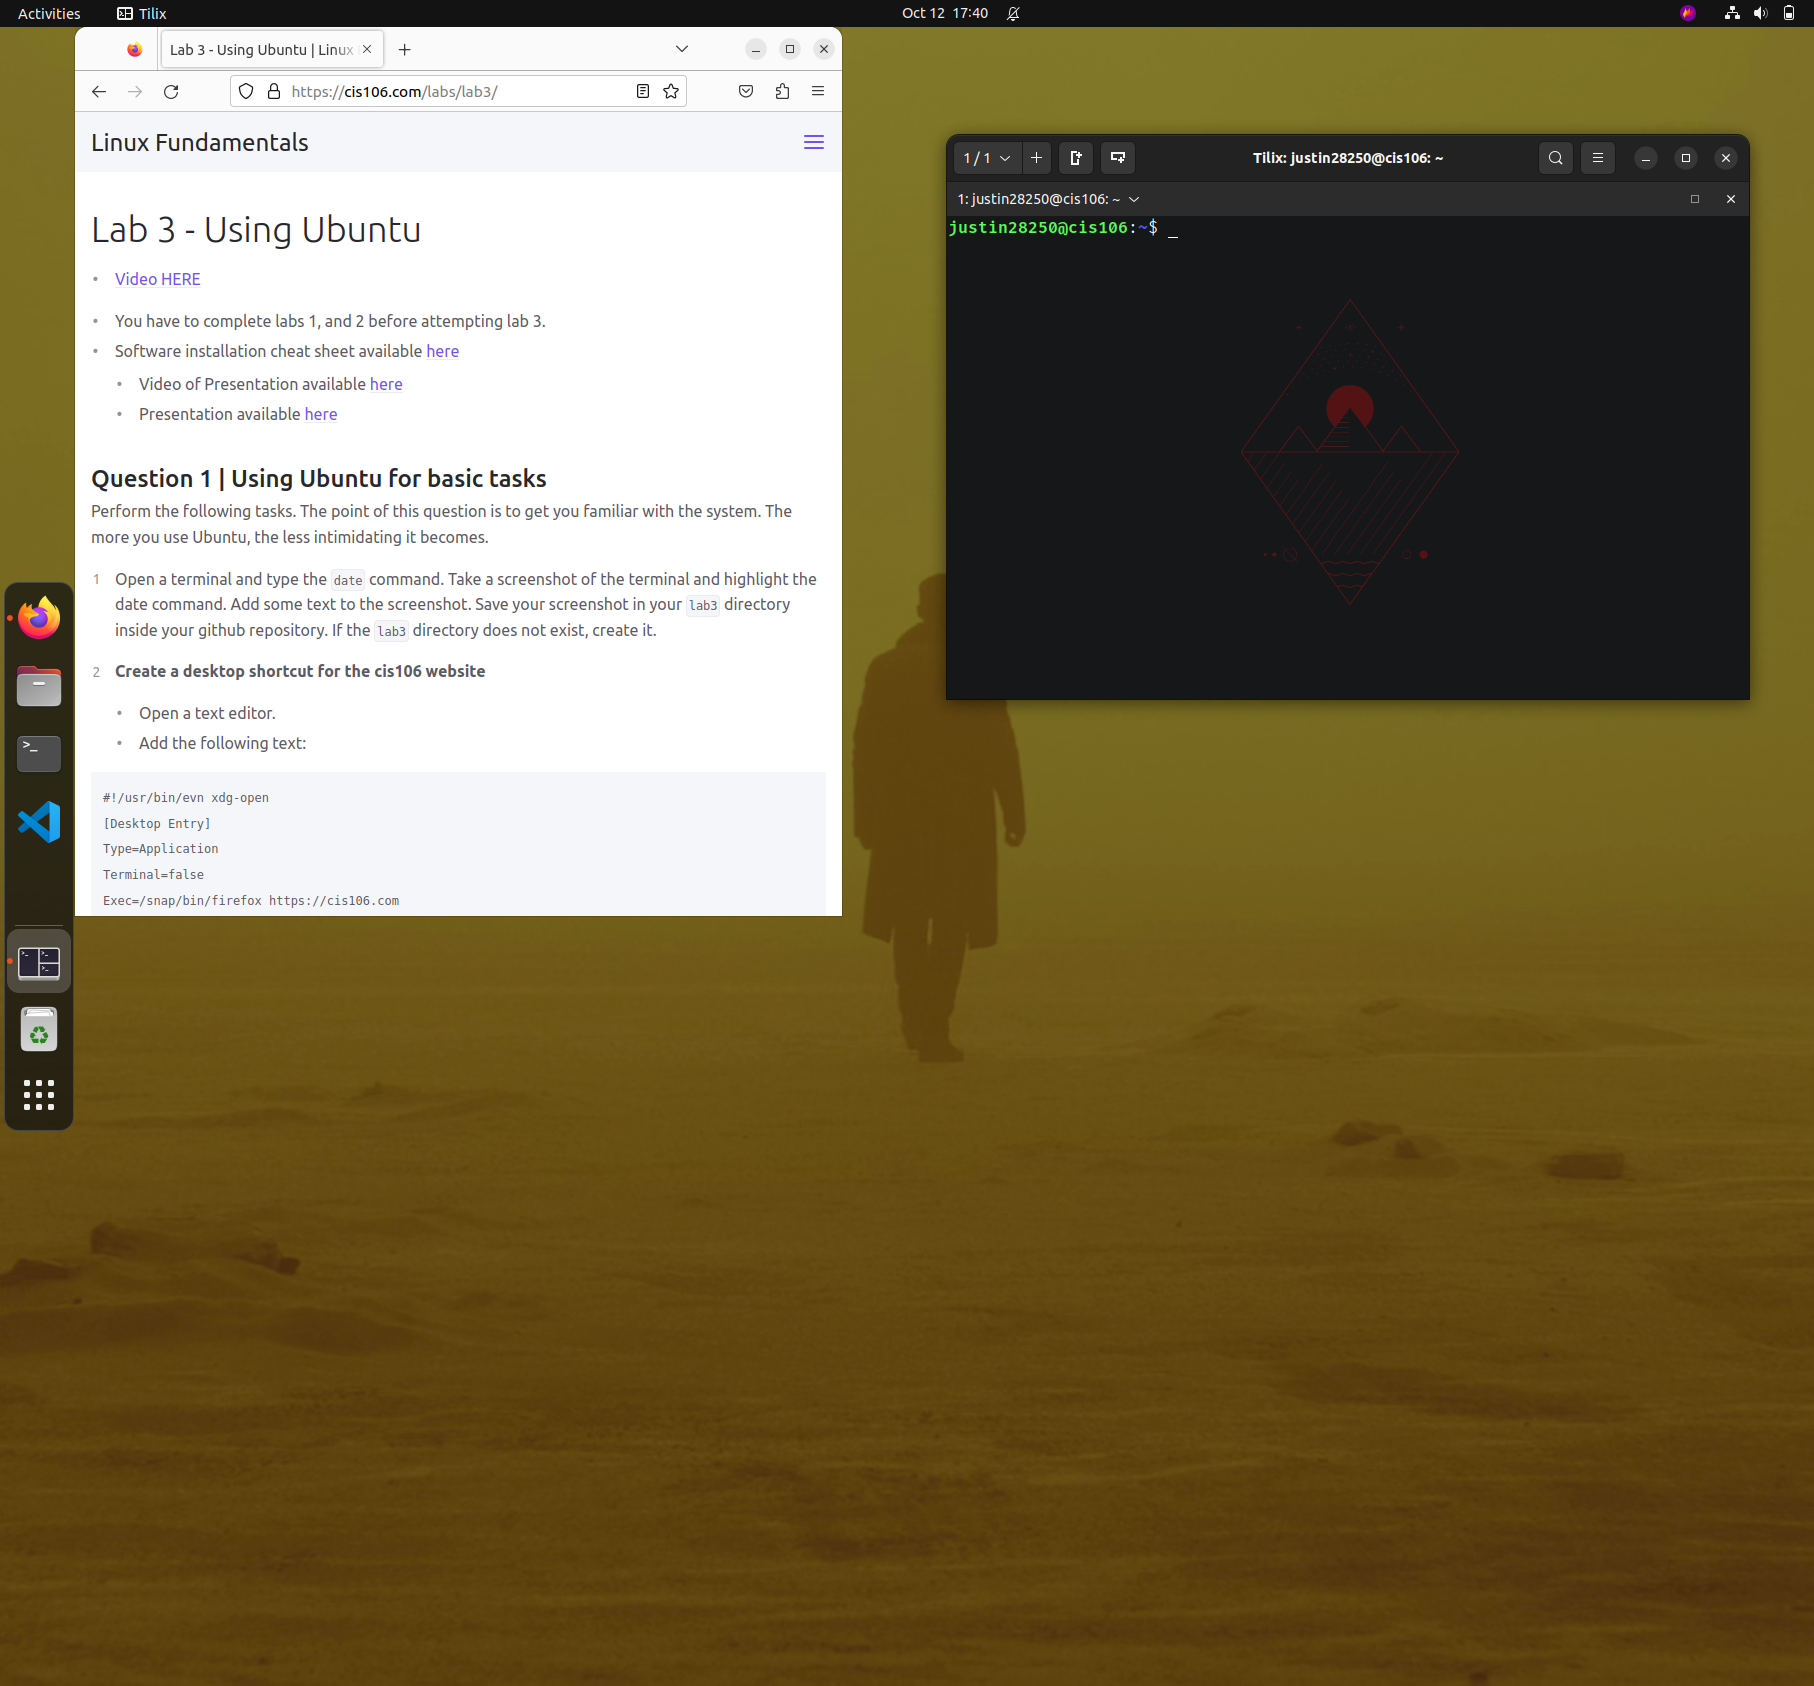 Activities
Tilix
Oct 12 17:40
Lab 3 - Using Ubuntu | Linux
https://cis106.com/labs/lab3/
Linux Fundamentals
Lab 3 - Using Ubuntu
• Video HERE
• You have to complete labs 1, and 2 before attempting lab 3.
• Software installation cheat sheet available here
• Video of Presentation available here
• Presentation available here
Question 1 | Using Ubuntu for basic tasks
Perform the following tasks. The point of this question is to get you familiar with the system. The
more you use Ubuntu, the less intimidating it becomes.
1 Open a terminal and type the date command. Take a screenshot of the terminal and highlight the
date command. Add some text to the screenshot. Save your screenshot in your lab3 directory
inside your github repository. If the lab3 directory does not exist, create it.
2 Create a desktop shortcut for the cis106 website
• Open a text editor.
• Add the following text:
#!/usr/bin/evn xdg-open
[Desktop Entry]
Type=Application
Terminal=false
Exec=/snap/bin/firefox https://cis106.com
1 / 1
Tilix: justin28250@cis106: ~
1: justin28250@cis106: ~
justin28250@cis106:~$ _